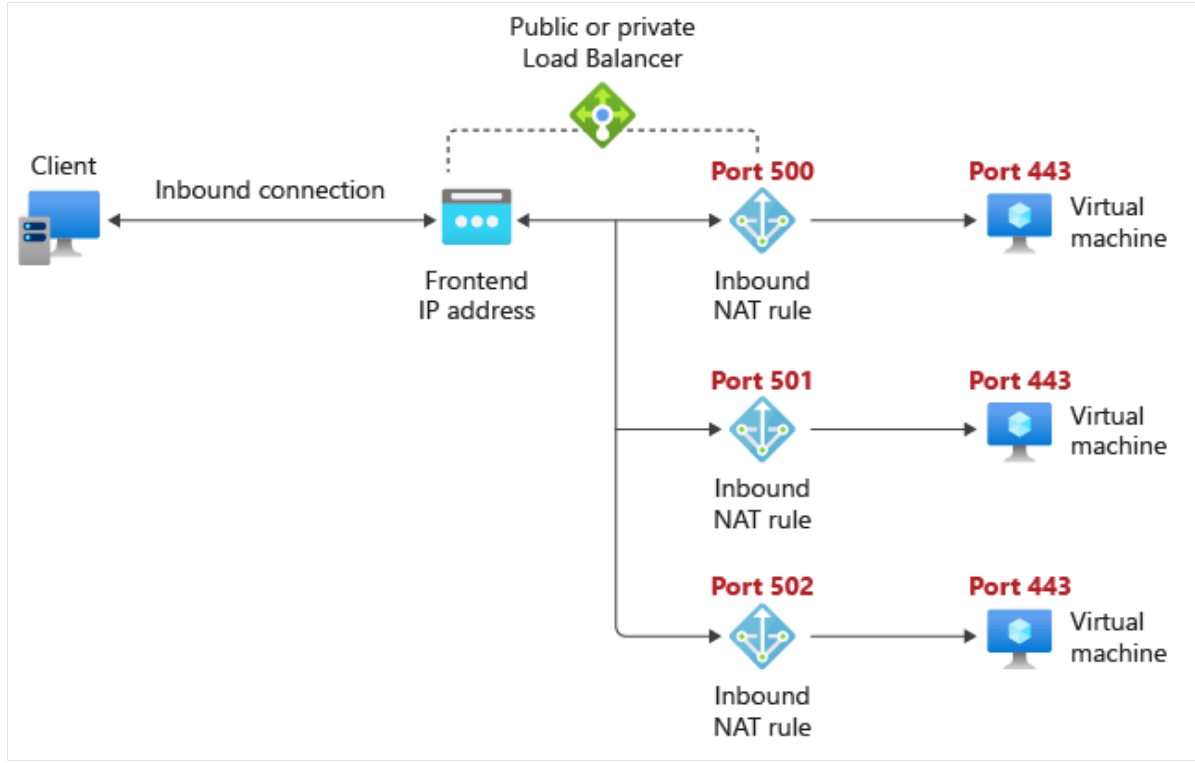 Public or private
Load Balancer
Client
Inbound connection
Frontend
IP address
Port 500
Inbound
NAT rule
Port 443
Virtual
machine
Port 501
Inbound
NAT rule
Port 443
Virtual
machine
Port 502
Inbound
NAT rule
Port 443
Virtual
machine